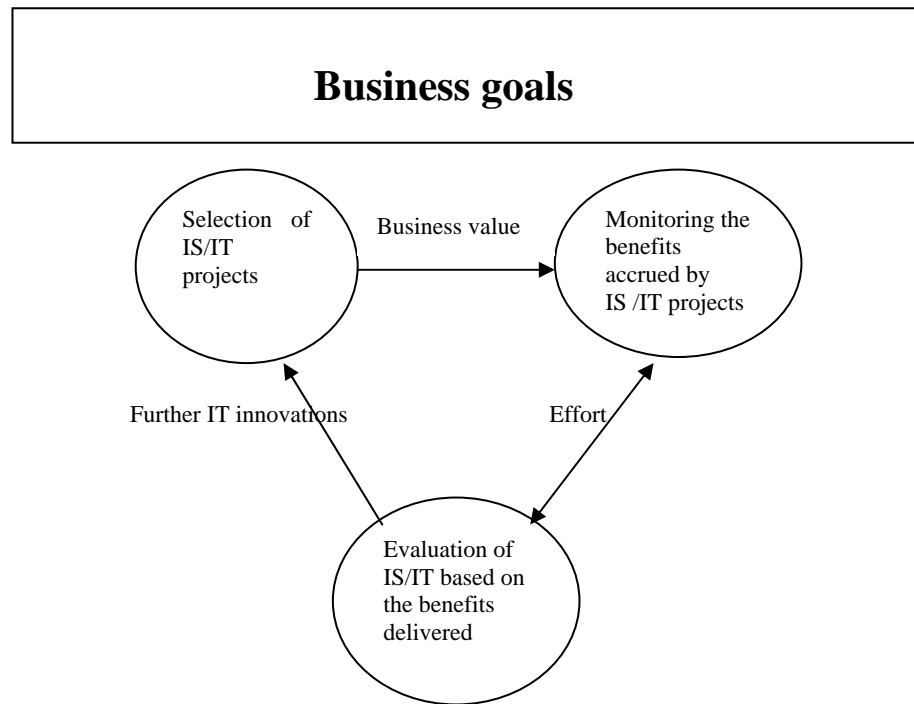 Business goals
Selection of
IS/IT
projects
Business value
Monitoring the
benefits
accrued by
IS /IT projects
Further IT innovations
Effort
Evaluation of
IS/IT based on
the benefits
delivered